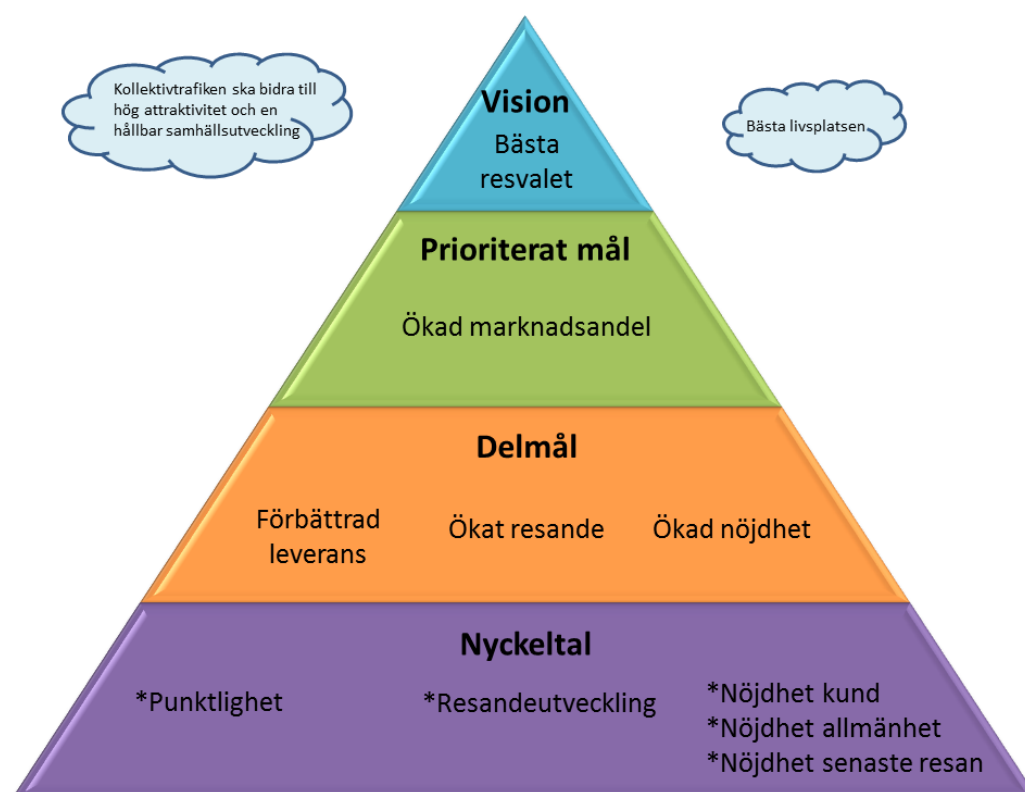 Kollektivtrafiken ska bidra till
hög attraktivitet och en
hållbar samhällsutveckling
Vision
Bästa
resvalet
Bästa livsplatsen
Prioriterat mål
Ökad marknadsandel
Delmål
Förbättrad
leverans
Ökat resande
Ökad nöjdhet
Nyckeltal
*Punktlighet
*Resandeutveckling
*Nöjdhet kund
*Nöjdhet allmänhet
*Nöjdhet senaste resan